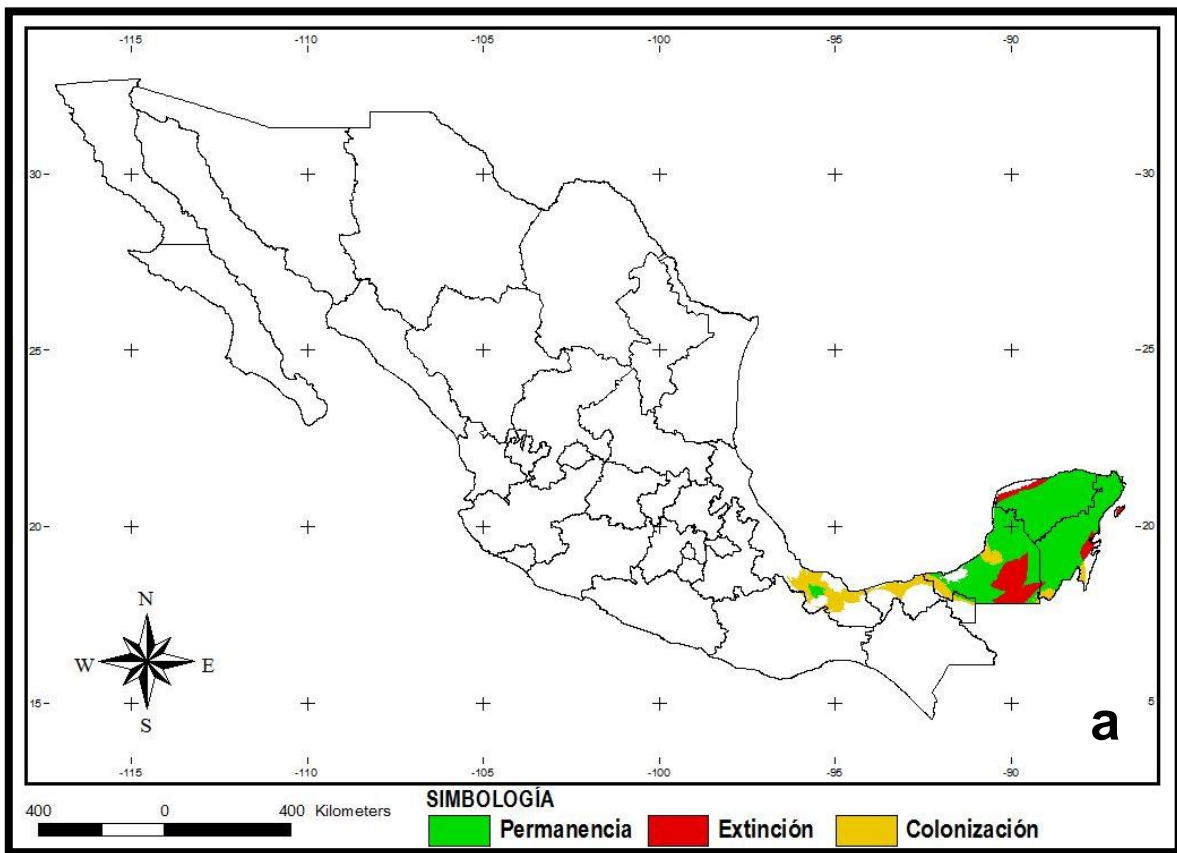 -115 -110 -105 -100 -95 -90
30- -30
25- -25
20- -20
15- 5
N
W E
S
a
-115 -110 -105 -100 -95 -90
400 0 400 Kilometers
SIMBOLOGÍA
Permanencia Extinción Colonización